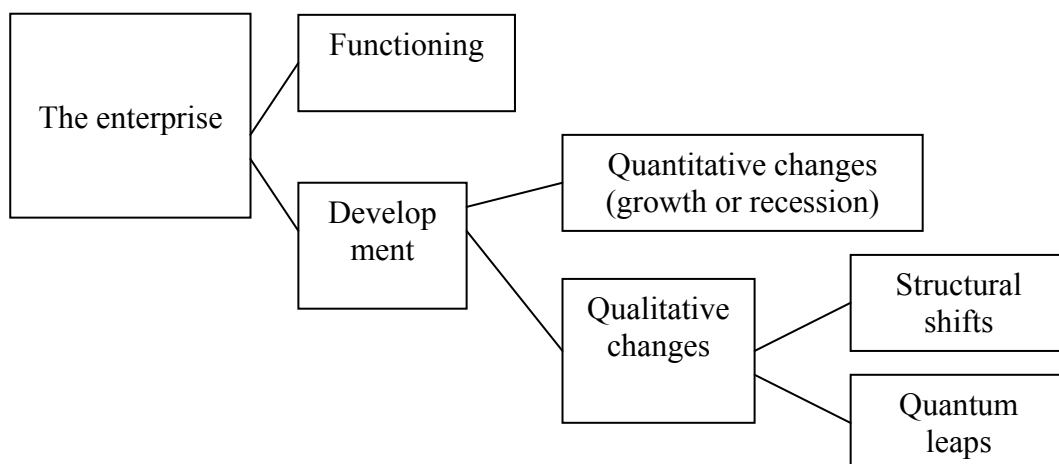 The enterprise
Functioning
Develop
ment
Quantitative changes
(growth or recession)
Qualitative
changes
Structural
shifts
Quantum
leaps